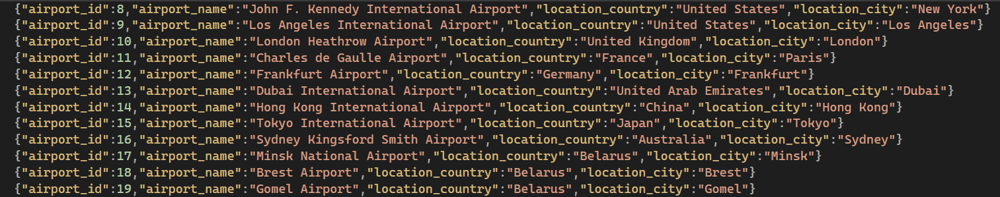 {"airport_id":8,"airport_name":"John F. Kennedy International Airport","location_country":"United States","location_city":"New York"}
{"airport_id":9,"airport_name":"Los Angeles International Airport","location_country":"United States","location_city":"Los Angeles"}
{"airport_id":10,"airport_name":"London Heathrow Airport","location_country":"United Kingdom","location_city":"London"}
{"airport_id":11,"airport_name":"Charles de Gaulle Airport","location_country":"France","location_city":"Paris"}
{"airport_id":12,"airport_name":"Frankfurt Airport","location_country":"Germany","location_city":"Frankfurt"}
{"airport_id":13,"airport_name":"Dubai International Airport","location_country":"United Arab Emirates","location_city":"Dubai"}
{"airport_id":14,"airport_name":"Hong Kong International Airport","location_country":"China","location_city":"Hong Kong"}
{"airport_id":15,"airport_name":"Tokyo International Airport","location_country":"Japan","location_city":"Tokyo"}
{"airport_id":16,"airport_name":"Sydney Kingsford Smith Airport","location_country":"Australia","location_city":"Sydney"}
{"airport_id":17,"airport_name":"Minsk National Airport","location_country":"Belarus","location_city":"Minsk"}
{"airport_id":18,"airport_name":"Brest Airport","location_country":"Belarus","location_city":"Brest"}
{"airport_id":19,"airport_name":"Gomel Airport","location_country":"Belarus","location_city":"Gomel"}